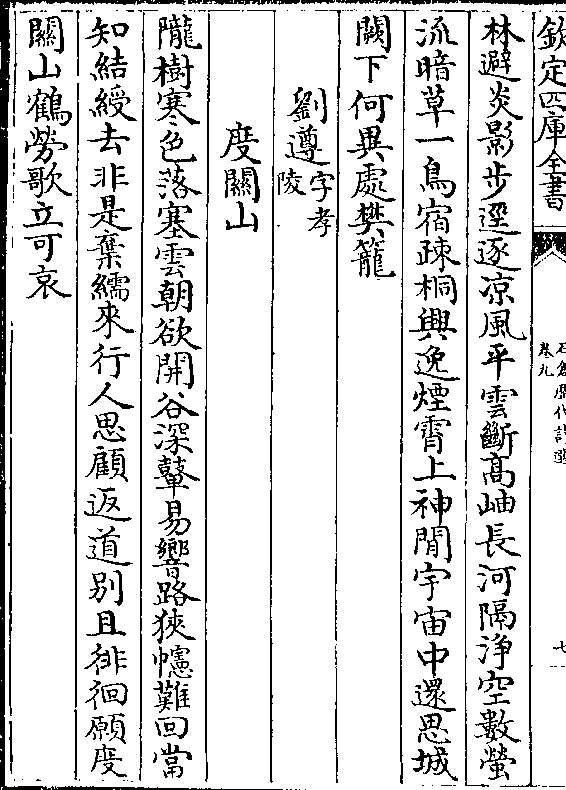 欽定四庫全書
石倉歷代詩選
卷九
七
林避炎影步逕逐凉風平雲斷高岫長河隔浄空數螢
流暗草一鳥宿疎桐興逸煙霄上神閒宇宙中還思城
闕下何異處樊籠
劉遵字孝陵
度關山
隴樹寒色落塞雲朝欲開谷深鼙易響路狹幰難回當
知結綬去非是棄繻來行人思顧返道别且徘徊願度
關山鶴勞歌立可哀